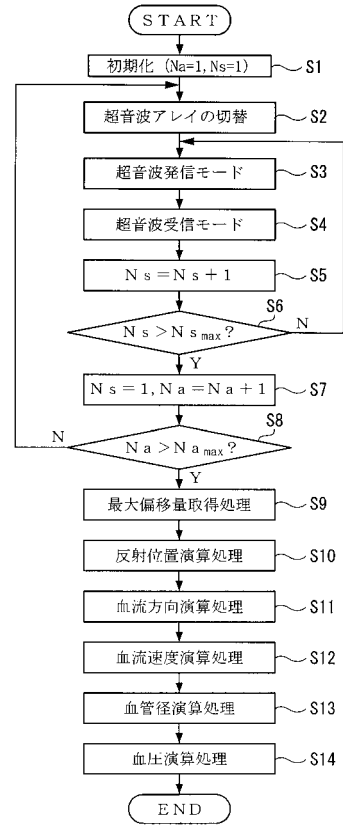 START
初期化 (Na=1,Ns=1)
S1
超音波アレイの切替
S2
超音波発信モード
S3
超音波受信モード
S4
Ns=Ns+1
S5
S6
Ns>Nsmax?
N
Y
Ns=1,Na=Na+1
S7
S8
N
Na>Namax?
Y
最大偏移量取得処理
S9
反射位置演算処理
S10
血流方向演算処理
S11
血流速度演算処理
S12
血管径演算処理
S13
血圧演算処理
S14
END